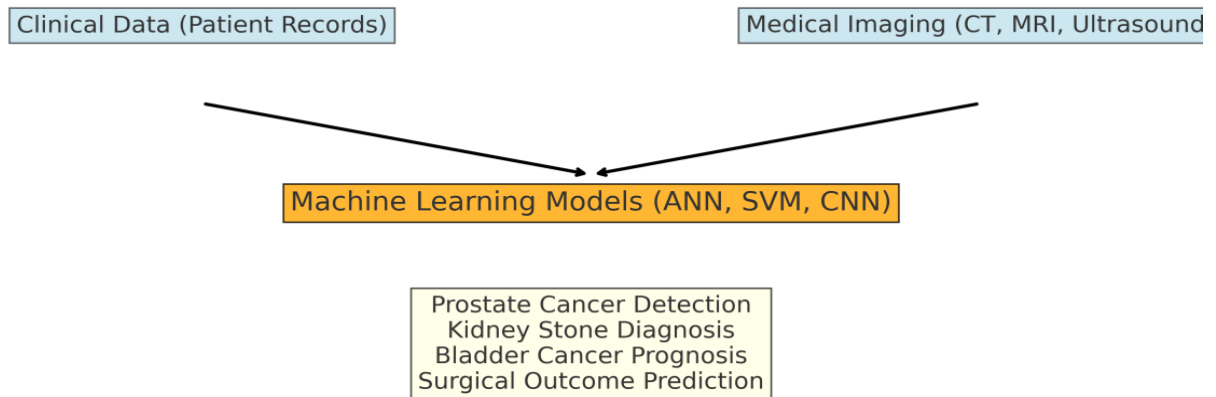 Clinical Data (Patient Records)
Medical Imaging (CT, MRI, Ultrasound
Machine Learning Models (ANN, SVM, CNN)
Prostate Cancer Detection
Kidney Stone Diagnosis
Bladder Cancer Prognosis
Surgical Outcome Prediction